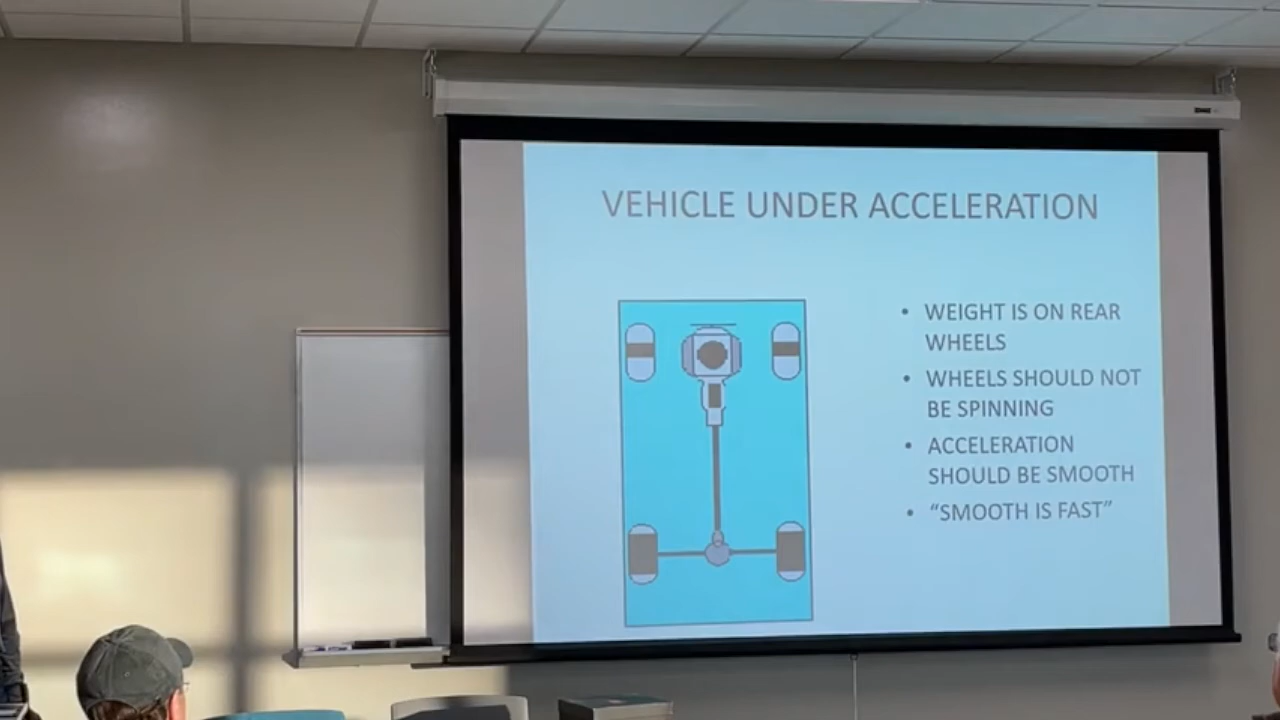 VEHICLE UNDER ACCELERATION
• WEIGHT IS ON REAR
WHEELS
• WHEELS SHOULD NOT
BE SPINNING
• ACCELERATION
SHOULD BE SMOOTH
• “SMOOTH IS FAST”